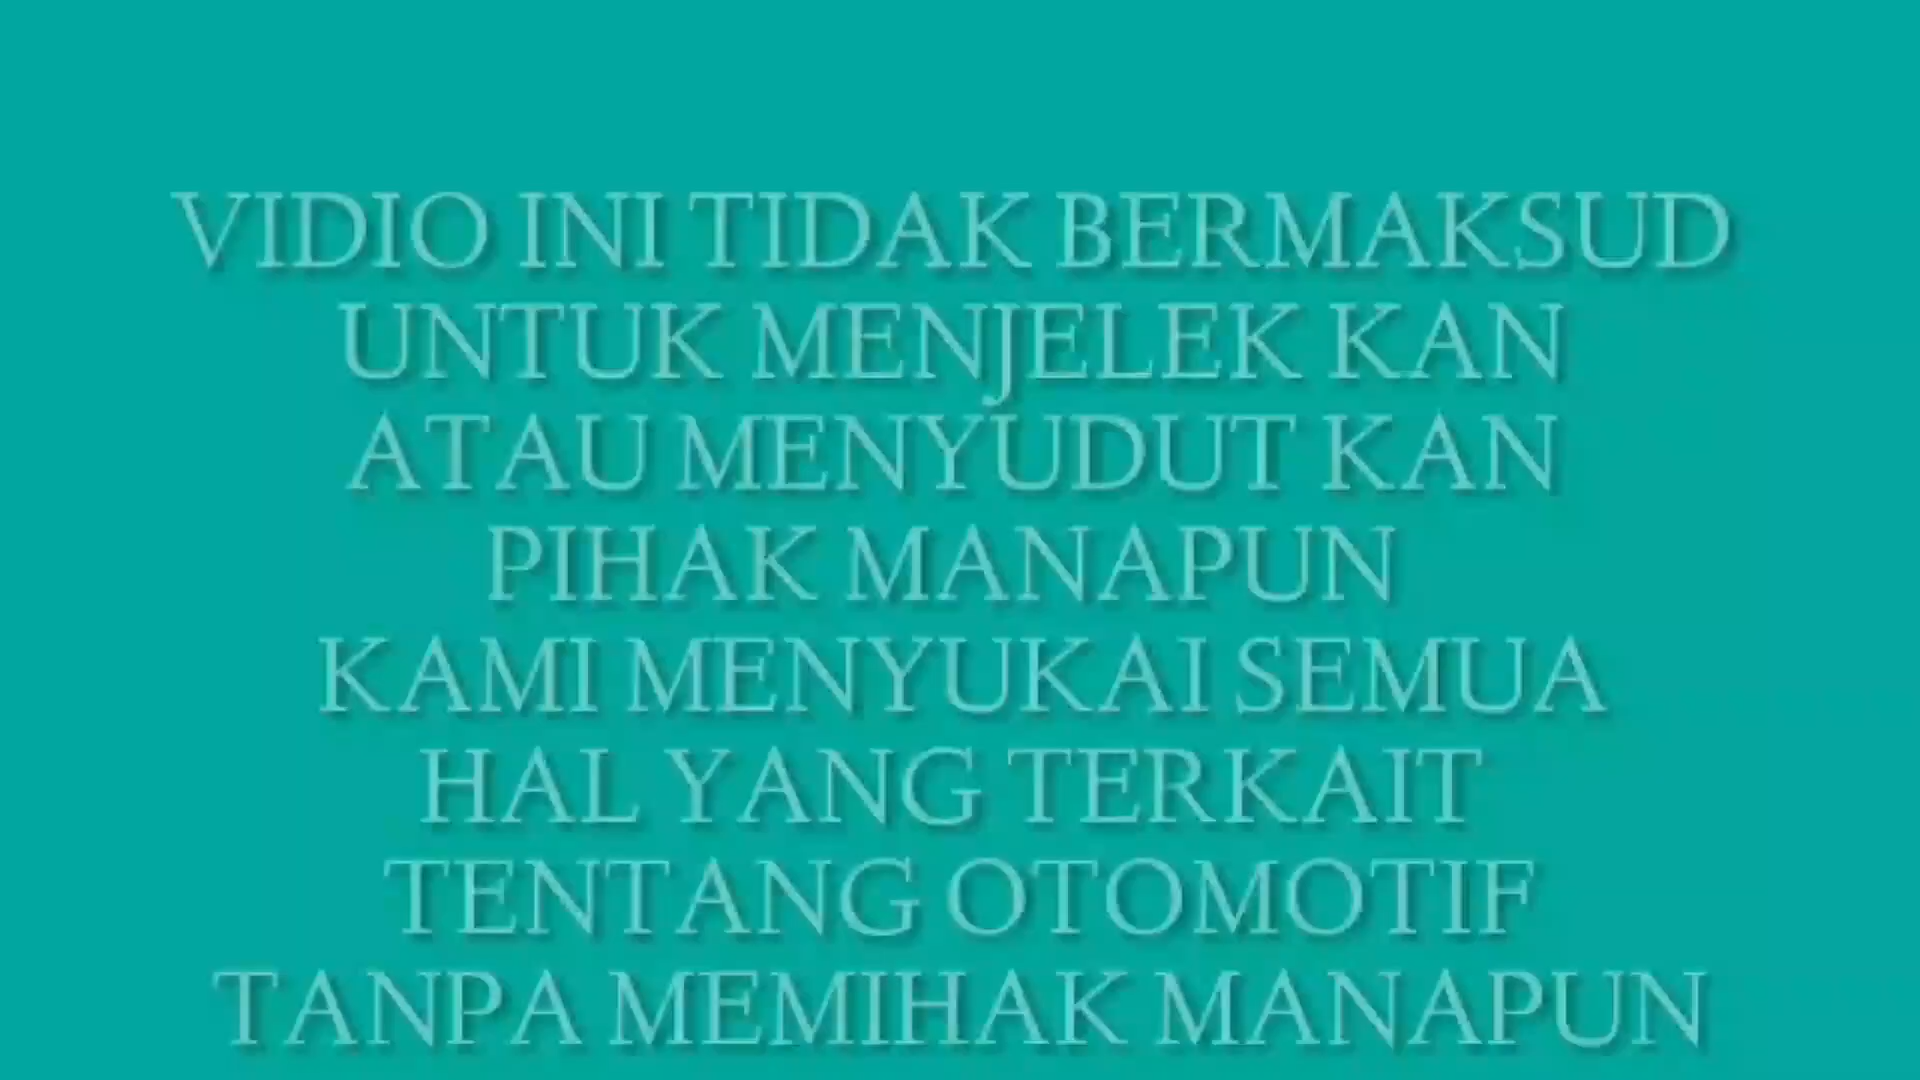 VIDIO INI TIDAK BERMAKSUD
UNTUK MENJELEK KAN
ATAU MENYUDUT KAN
PIHAK MANAPUN
KAMI MENYUKAI SEMUA
HAL YANG TERKAIT
TENTANG OTOMOTIF
TANPA MEMIHAK MANAPUN